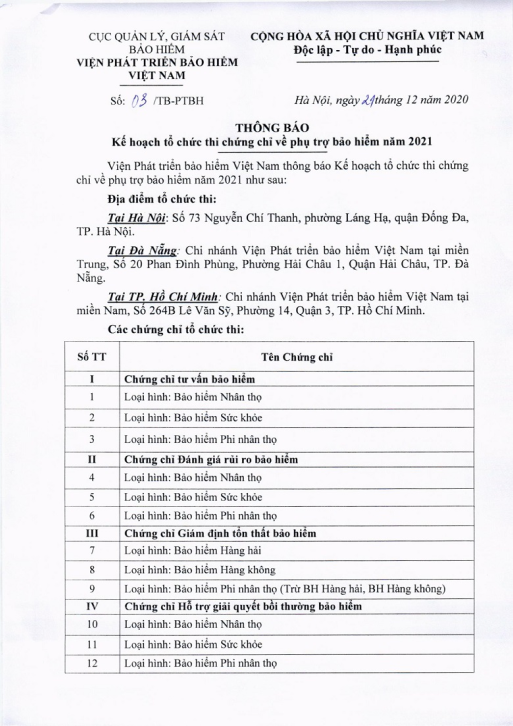 CỤC QUẢN LÝ, GIÁM SÁT
BẢO HIỂM
VIỆN PHÁT TRIỂN BẢO HIỂM
VIỆT NAM
CỘNG HÒA XÃ HỘI CHỦ NGHĨA VIỆT NAM
Độc lập - Tự do - Hạnh phúc
Số: 03 /TB-PTBH
Hà Nội, ngày 29 tháng 12 năm 2020
THÔNG BÁO
Kế hoạch tổ chức thi chứng chỉ về phụ trợ bảo hiểm năm 2021
Viện Phát triển bảo hiểm Việt Nam thông báo Kế hoạch tổ chức thi chứng
chỉ về phụ trợ bảo hiểm năm 2021 như sau:
Địa điểm tổ chức thi:
Tại Hà Nội: Số 73 Nguyễn Chí Thanh, phường Láng Hạ, quận Đống Đa,
TP. Hà Nội.
Tại Đà Nẵng: Chi nhánh Viện Phát triển bảo hiểm Việt Nam tại miền
Trung, Số 20 Phan Đình Phùng, Phường Hải Châu 1, Quận Hải Châu, TP. Đà
Nẵng.
Tại TP. Hồ Chí Minh: Chi nhánh Viện Phát triển bảo hiểm Việt Nam tại
miền Nam, Số 264B Lê Văn Sỹ, Phường 14, Quận 3, TP. Hồ Chí Minh.
Các chứng chỉ tổ chức thi:
Số TT Tên Chứng chỉ
I Chứng chỉ tư vấn bảo hiểm
1 Loại hình: Bảo hiểm Nhân thọ
2 Loại hình: Bảo hiểm Sức khỏe
3 Loại hình: Bảo hiểm Phi nhân thọ
II Chứng chỉ Đánh giá rủi ro bảo hiểm
4 Loại hình: Bảo hiểm Nhân thọ
5 Loại hình: Bảo hiểm Sức khỏe
6 Loại hình: Bảo hiểm Phi nhân thọ
III Chứng chỉ Giám định tổn thất bảo hiểm
7 Loại hình: Bảo hiểm Hàng hải
8 Loại hình: Bảo hiểm Hàng không
9 Loại hình: Bảo hiểm Phi nhân thọ (Trừ BH Hàng hải, BH Hàng không)
IV Chứng chỉ Hỗ trợ giải quyết bồi thường bảo hiểm
10 Loại hình: Bảo hiểm Nhân thọ
11 Loại hình: Bảo hiểm Sức khỏe
12 Loại hình: Bảo hiểm Phi nhân thọ